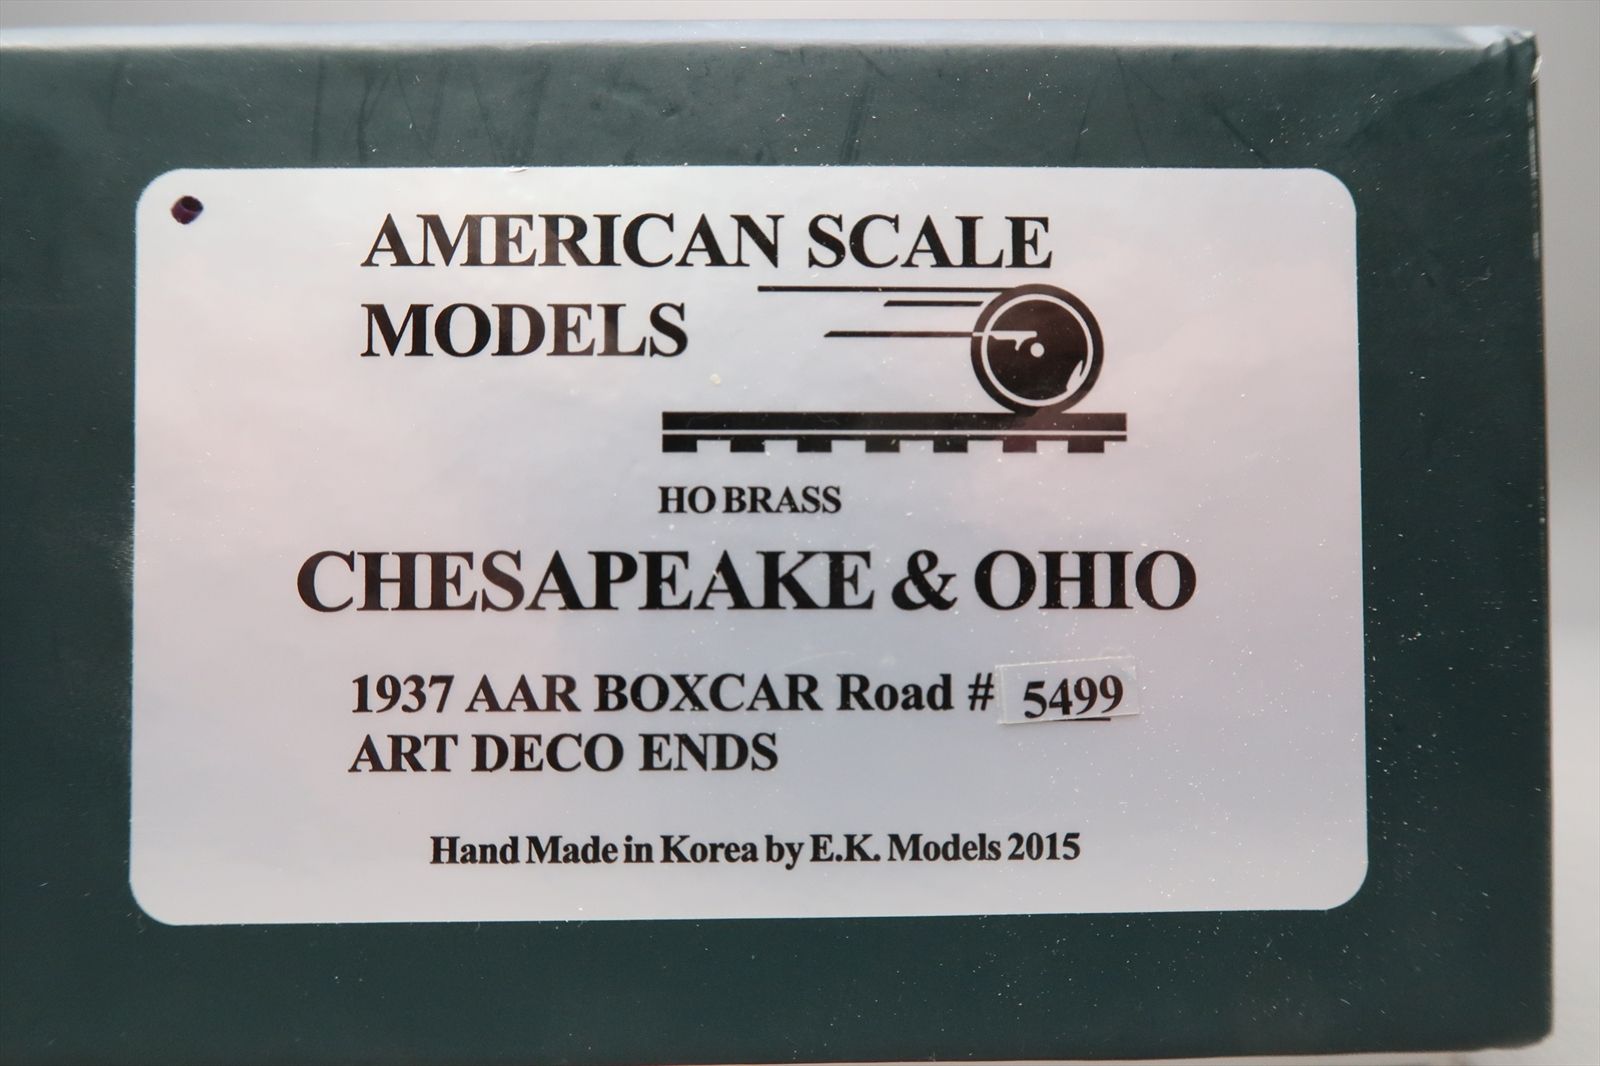 AMERICAN SCALE
MODELS
HO BRASS
CHESAPEAKE & OHIO
1937 AAR BOXCAR Road # 5499
ART DECO ENDS
Hand Made in Korea by E.K. Models 2015